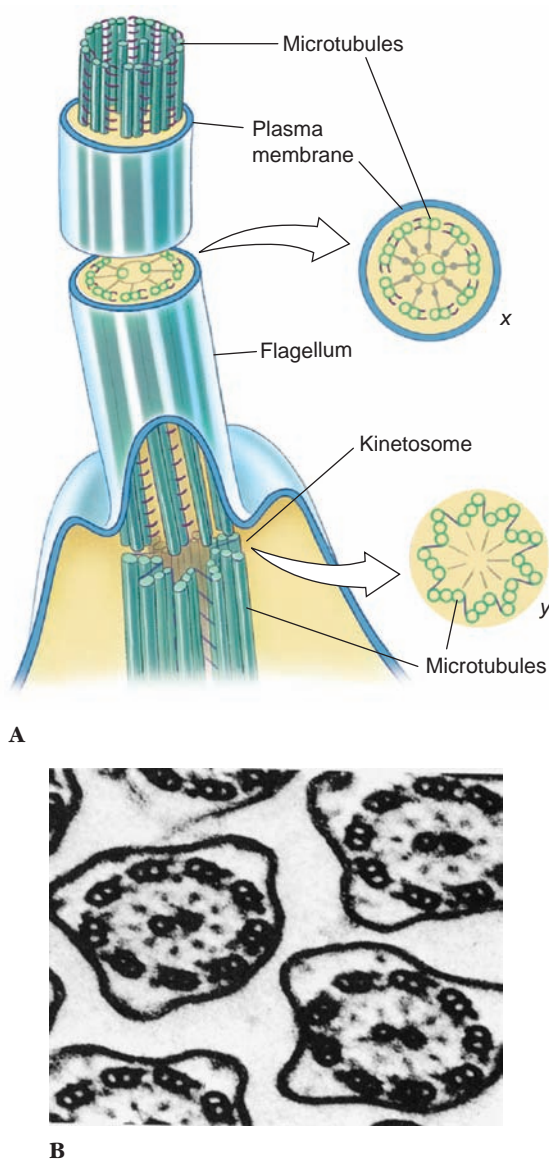 Microtubules
Plasma
membrane
x
Flagellum
Kinetosome
y
Microtubules
A
B